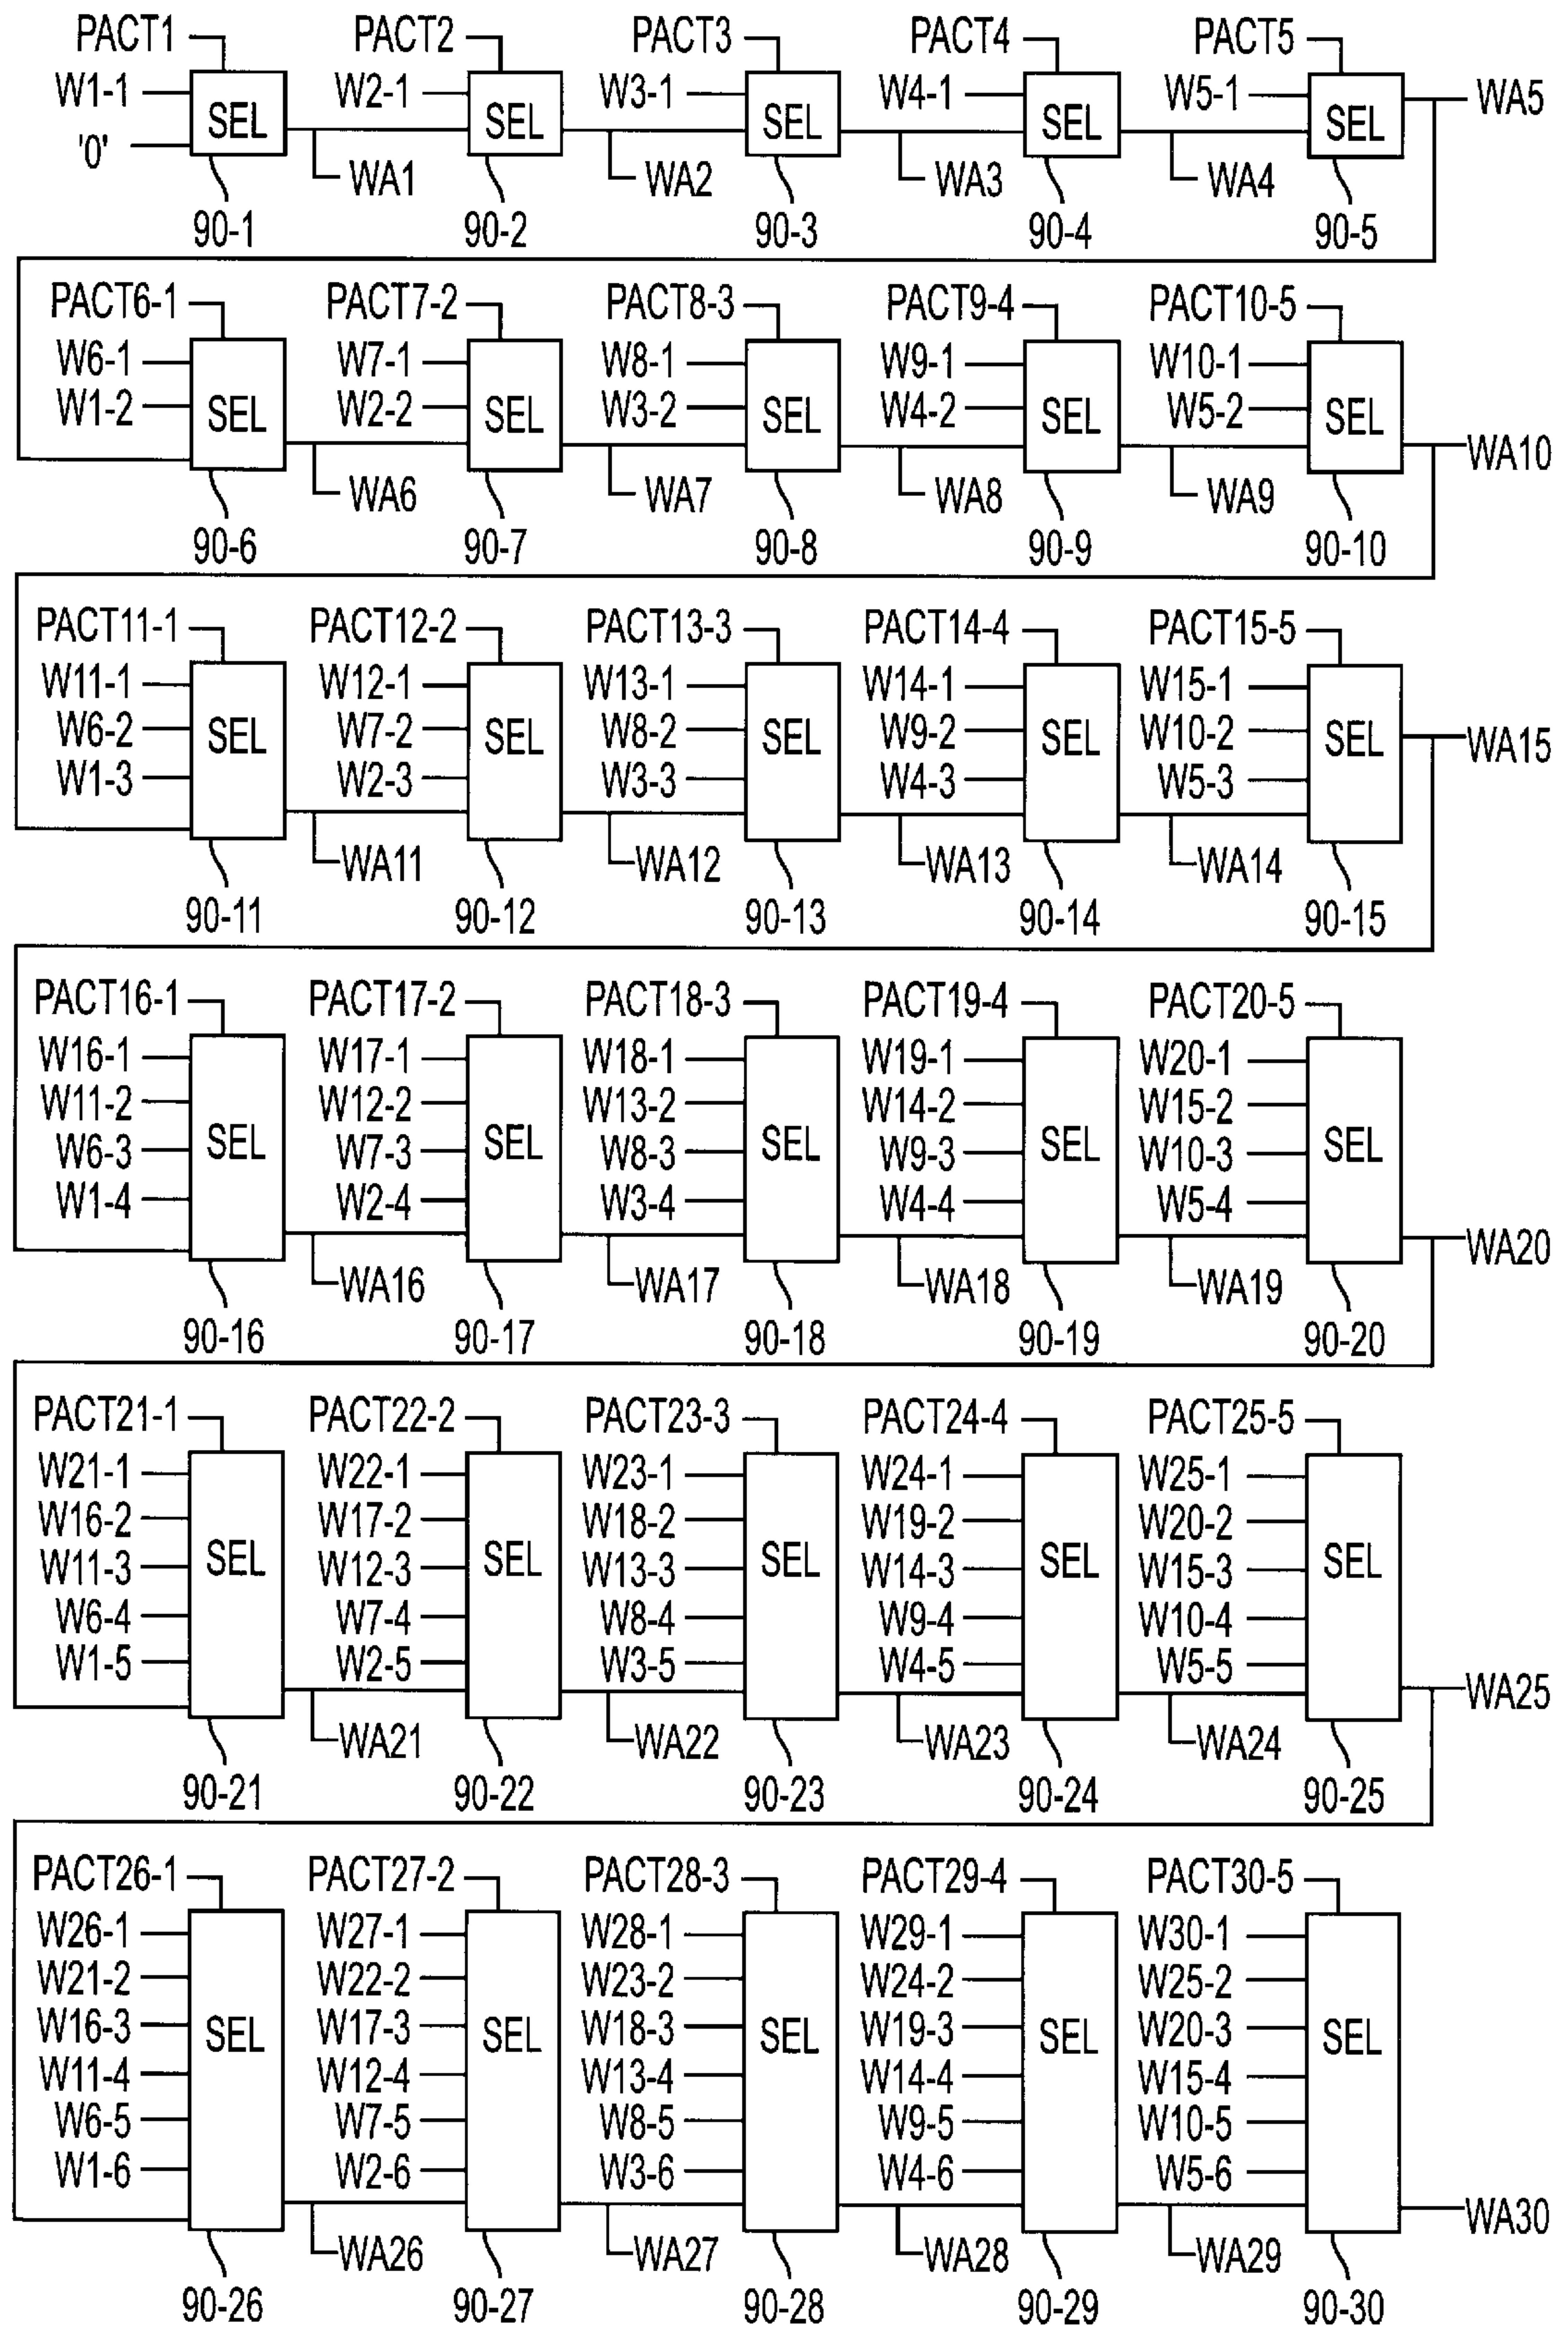 PACT1 PACT2 PACT3 PACT4 PACT5
W1-1 W2-1 W3-1 W4-1 W5-1 WA5
'0' SEL SEL SEL SEL SEL
WA1 WA2 WA3 WA4
90-1 90-2 90-3 90-4 90-5
PACT6-1 PACT7-2 PACT8-3 PACT9-4 PACT10-5
W6-1 W7-1 W8-1 W9-1 W10-1
W1-2 SEL W2-2 SEL W3-2 SEL W4-2 SEL W5-2 SEL
WA10
WA6 WA7 WA8 WA9
90-6 90-7 90-8 90-9 90-10
PACT11-1 PACT12-2 PACT13-3 PACT14-4 PACT15-5
W11-1 W12-1 W13-1 W14-1 W15-1
W6-2 SEL W7-2 SEL W8-2 SEL W9-2 SEL W10-2 SEL WA15
W1-3 W2-3 W3-3 W4-3 W5-3
WA11 WA12 WA13 WA14
90-11 90-12 90-13 90-14 90-15
PACT16-1 PACT17-2 PACT18-3 PACT19-4 PACT20-5
W16-1 W17-1 W18-1 W19-1 W20-1
W11-2 W12-2 W13-2 W14-2 W15-2
W6-3 SEL W7-3 SEL W8-3 SEL W9-3 SEL W10-3 SEL
W1-4 W2-4 W3-4 W4-4 W5-4
WA20
WA16 WA17 WA18 WA19
90-16 90-17 90-18 90-19 90-20
PACT21-1 PACT22-2 PACT23-3 PACT24-4 PACT25-5
W21-1 W22-1 W23-1 W24-1 W25-1
W16-2 W17-2 W18-2 W19-2 W20-2
W11-3 SEL W12-3 SEL W13-3 SEL W14-3 SEL W15-3 SEL
W6-4 W7-4 W8-4 W9-4 W10-4
W1-5 W2-5 W3-5 W4-5 W5-5
WA25
WA21 WA22 WA23 WA24
90-21 90-22 90-23 90-24 90-25
PACT26-1 PACT27-2 PACT28-3 PACT29-4 PACT30-5
W26-1 W27-1 W28-1 W29-1 W30-1
W21-2 W22-2 W23-2 W24-2 W25-2
W16-3 SEL W17-3 SEL W18-3 SEL W19-3 SEL W20-3 SEL
W11-4 W12-4 W13-4 W14-4 W15-4
W6-5 W7-5 W8-5 W9-5 W10-5
W1-6 W2-6 W3-6 W4-6 W5-6
WA30
WA26 WA27 WA28 WA29
90-26 90-27 90-28 90-29 90-30